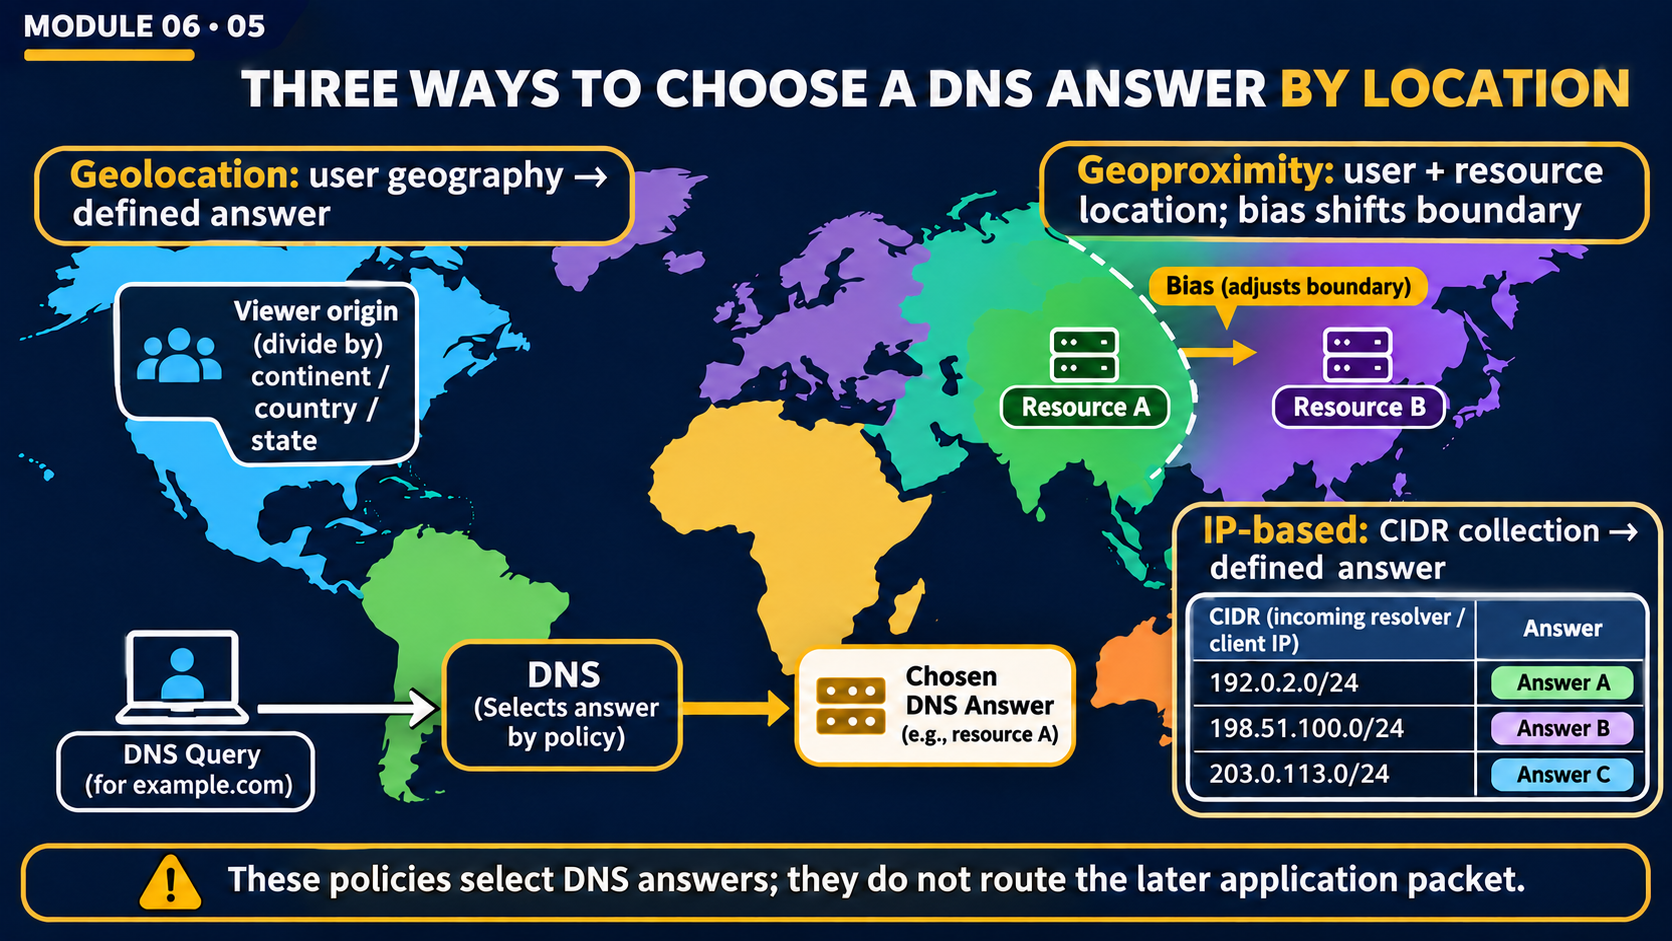 MODULE 06 • 05
THREE WAYS TO CHOOSE A DNS ANSWER BY LOCATION
Geolocation: user geography →
defined answer
Geoproximity: user + resource
location; bias shifts boundary
Viewer origin
(divide by)
continent /
country /
state
Bias (adjusts boundary)
Resource A
Resource B
IP-based: CIDR collection →
defined answer
CIDR (incoming resolver /
client IP)
Answer
192.0.2.0/24
Answer A
198.51.100.0/24
Answer B
203.0.113.0/24
Answer C
DNS Query
(for example.com)
DNS
(Selects answer
by policy)
Chosen
DNS Answer
(e.g., resource A)
These policies select DNS answers; they do not route the later application packet.